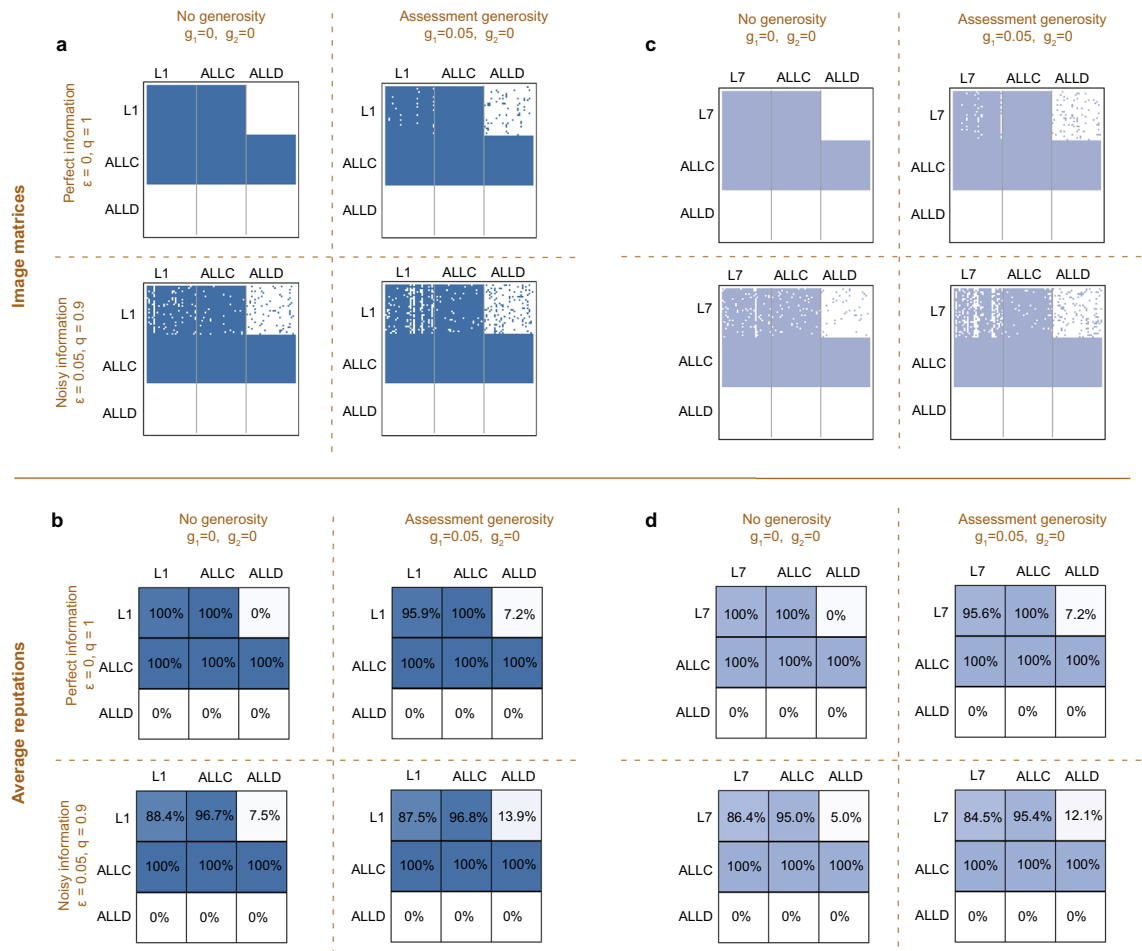 No generosity
g₁=0, g₂=0
Assessment generosity
g₁=0.05, g₂=0
No generosity
g₁=0, g₂=0
Assessment generosity
g₁=0.05, g₂=0
a
c
Image matrices
Perfect information
ε = 0, q = 1
L1 ALLC ALLD
L1
ALLC
ALLD
L1 ALLC ALLD
L7 ALLC ALLD
L7
ALLC
ALLD
L7 ALLC ALLD
L7
ALLC
ALLD
Noisy information
ε = 0.05, q = 0.9
L1 ALLC ALLD
L1
ALLC
ALLD
L1 ALLC ALLD
L1
ALLC
ALLD
L7 ALLC ALLD
L7
ALLC
ALLD
L7 ALLC ALLD
L7
ALLC
ALLD
b
d
No generosity
g₁=0, g₂=0
Assessment generosity
g₁=0.05, g₂=0
No generosity
g₁=0, g₂=0
Assessment generosity
g₁=0.05, g₂=0
Average reputations
Perfect information
ε = 0, q = 1
L1 ALLC ALLD
L1 100% 100% 0%
ALLC 100% 100% 100%
ALLD 0% 0% 0%
L1 ALLC ALLD
L1 95.9% 100% 7.2%
ALLC 100% 100% 100%
ALLD 0% 0% 0%
L7 ALLC ALLD
L7 100% 100% 0%
ALLC 100% 100% 100%
ALLD 0% 0% 0%
L7 ALLC ALLD
L7 95.6% 100% 7.2%
ALLC 100% 100% 100%
ALLD 0% 0% 0%
Noisy information
ε = 0.05, q = 0.9
L1 ALLC ALLD
L1 88.4% 96.7% 7.5%
ALLC 100% 100% 100%
ALLD 0% 0% 0%
L1 ALLC ALLD
L1 87.5% 96.8% 13.9%
ALLC 100% 100% 100%
ALLD 0% 0% 0%
L7 ALLC ALLD
L7 86.4% 95.0% 5.0%
ALLC 100% 100% 100%
ALLD 0% 0% 0%
L7 ALLC ALLD
L7 84.5% 95.4% 12.1%
ALLC 100% 100% 100%
ALLD 0% 0% 0%